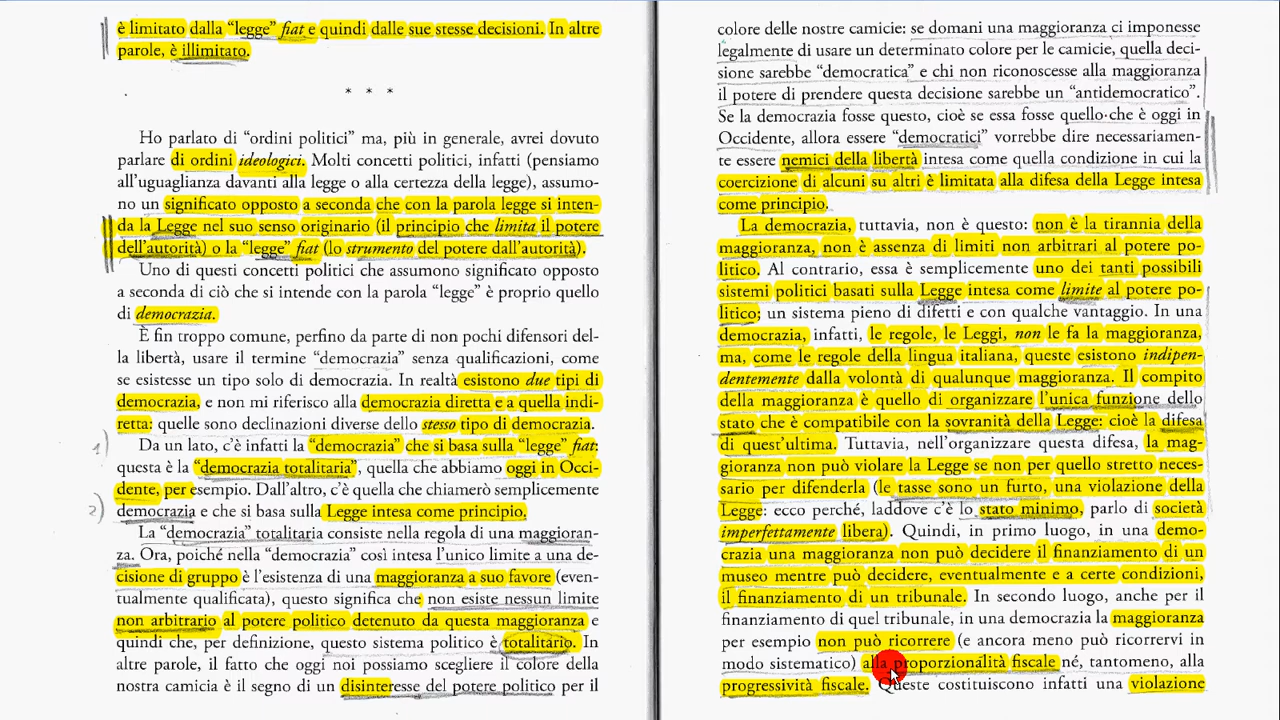 è limitato dalla “legge” fiat e quindi dalle sue stesse decisioni. In altre
parole, è illimitato.
* * *
Ho parlato di “ordini politici” ma, più in generale, avrei dovuto
parlare di ordini ideologici. Molti concetti politici, infatti (pensiamo
all’uguaglianza davanti alla legge o alla certezza della legge), assumo-
no un significato opposto a seconda che con la parola legge si inten-
da la Legge nel suo senso originario (il principio che limita il potere
dell’autorità) o la “legge” fiat (lo strumento del potere dall’autorità).
Uno di questi concetti politici che assumono significato opposto
a seconda di ciò che si intende con la parola “legge” è proprio quello
di democrazia.
È fin troppo comune, perfino da parte di non pochi difensori del-
la libertà, usare il termine “democrazia” senza qualificazioni, come
se esistesse un tipo solo di democrazia. In realtà esistono due tipi di
democrazia, e non mi riferisco alla democrazia diretta e a quella indi-
retta: quelle sono declinazioni diverse dello stesso tipo di democrazia.
1) Da un lato, c’è infatti la “democrazia” che si basa sulla “legge” fiat:
questa è la “democrazia totalitaria”, quella che abbiamo oggi in Occi-
dente, per esempio. Dall’altro, c’è quella che chiamerò semplicemente
2) democrazia e che si basa sulla Legge intesa come principio.
La “democrazia” totalitaria consiste nella regola di una maggioran-
za. Ora, poiché nella “democrazia” così intesa l’unico limite a una de-
cisione di gruppo è l’esistenza di una maggioranza a suo favore (even-
tualmente qualificata), questo significa che non esiste nessun limite
non arbitrario al potere politico detenuto da questa maggioranza e
quindi che, per definizione, questo sistema politico è totalitario. In
altre parole, il fatto che oggi noi possiamo scegliere il colore della
nostra camicia è il segno di un disinteresse del potere politico per il
colore delle nostre camicie: se domani una maggioranza ci imponesse
legalmente di usare un determinato colore per le camicie, quella deci-
sione sarebbe “democratica” e chi non riconoscesse alla maggioranza
il potere di prendere questa decisione sarebbe un “antidemocratico”.
Se la democrazia fosse questo, cioè se essa fosse quello che è oggi in
Occidente, allora essere “democratici” vorrebbe dire necessariamen-
te essere nemici della libertà intesa come quella condizione in cui la
coercizione di alcuni su altri è limitata alla difesa della Legge intesa
come principio.
La democrazia, tuttavia, non è questo: non è la tirannia della
maggioranza, non è assenza di limiti non arbitrari al potere po-
litico. Al contrario, essa è semplicemente uno dei tanti possibili
sistemi politici basati sulla Legge intesa come limite al potere po-
litico; un sistema pieno di difetti e con qualche vantaggio. In una
democrazia, infatti, le regole, le Leggi, non le fa la maggioranza,
ma, come le regole della lingua italiana, queste esistono indipen-
dentemente dalla volontà di qualunque maggioranza. Il compito
della maggioranza è quello di organizzare l’unica funzione dello
stato che è compatibile con la sovranità della Legge: cioè la difesa
di quest’ultima. Tuttavia, nell’organizzare questa difesa, la mag-
gioranza non può violare la Legge se non per quello stretto neces-
sario per difenderla (le tasse sono un furto, una violazione della
Legge: ecco perché, laddove c’è lo stato minimo, parlo di società
imperfettamente libera). Quindi, in primo luogo, in una demo-
crazia una maggioranza non può decidere il finanziamento di un
museo mentre può decidere, eventualmente e a certe condizioni,
il finanziamento di un tribunale. In secondo luogo, anche per il
finanziamento di quel tribunale, in una democrazia la maggioranza
per esempio non può ricorrere (e ancora meno può ricorrervi in
modo sistematico) alla proporzionalità fiscale né, tantomeno, alla
progressività fiscale. Queste costituiscono infatti una violazione